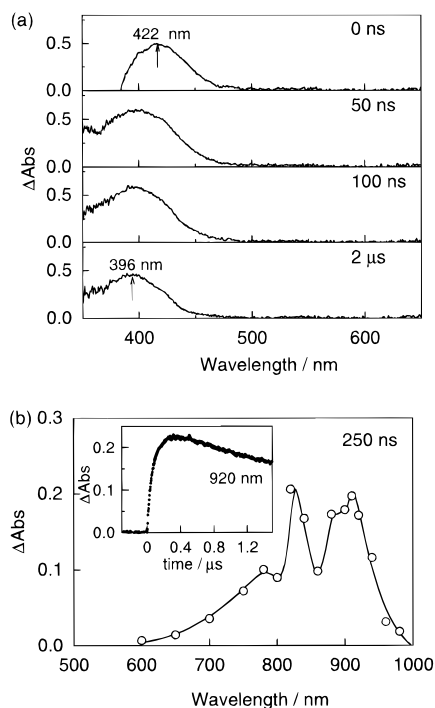 (a)
422 nm
0 ns
0.5
0.0
50 ns
0.5
0.0
100 ns
0.5
0.0
2 μs
396 nm
0.5
0.0
ΔAbs
400 500 600
Wavelength / nm
(b)
0.3
250 ns
0.2
0.1
0.0
ΔAbs
0.2
0.1
0.0
ΔAbs
920 nm
0 0.4 0.8 1.2
time / μs
500 600 700 800 900 1000
Wavelength / nm